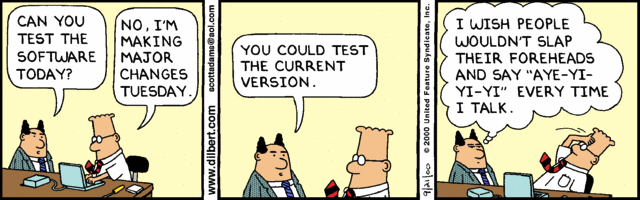 CAN YOU
TEST THE
SOFTWARE
TODAY?
NO, I'M
MAKING
MAJOR
CHANGES
TUESDAY.
www.dilbert.com
scottadams@aol.com
YOU COULD TEST
THE CURRENT
VERSION.
9/21/00
© 2000 United Feature Syndicate, Inc.
I WISH PEOPLE
WOULDN'T SLAP
THEIR FOREHEADS
AND SAY "AYE-YI-
YI-YI" EVERY TIME
I TALK.